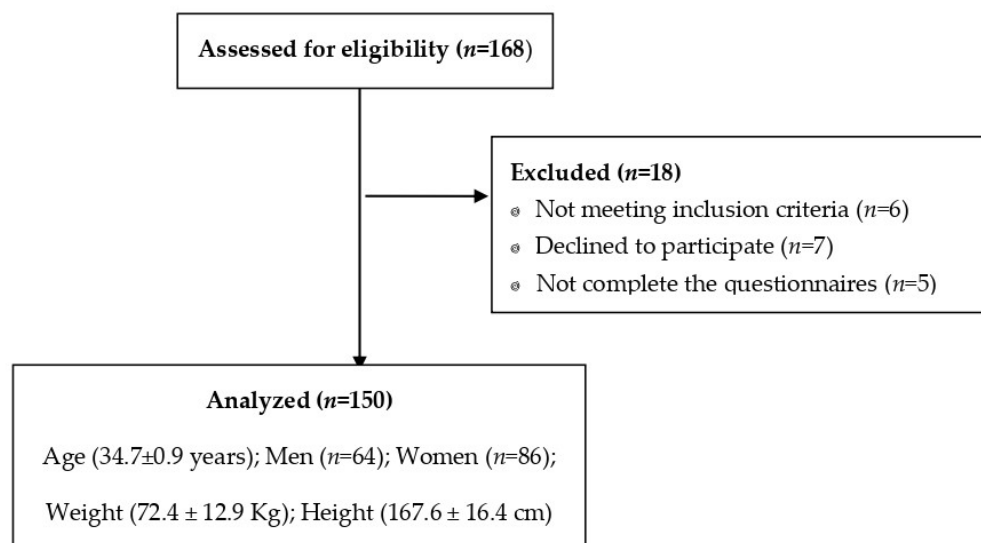 Assessed for eligibility (n=168)
Excluded (n=18)
Not meeting inclusion criteria (n=6)
Declined to participate (n=7)
Not complete the questionnaires (n=5)
Analyzed (n=150)
Age (34.7±0.9 years); Men (n=64); Women (n=86);
Weight (72.4 ± 12.9 Kg); Height (167.6 ± 16.4 cm)